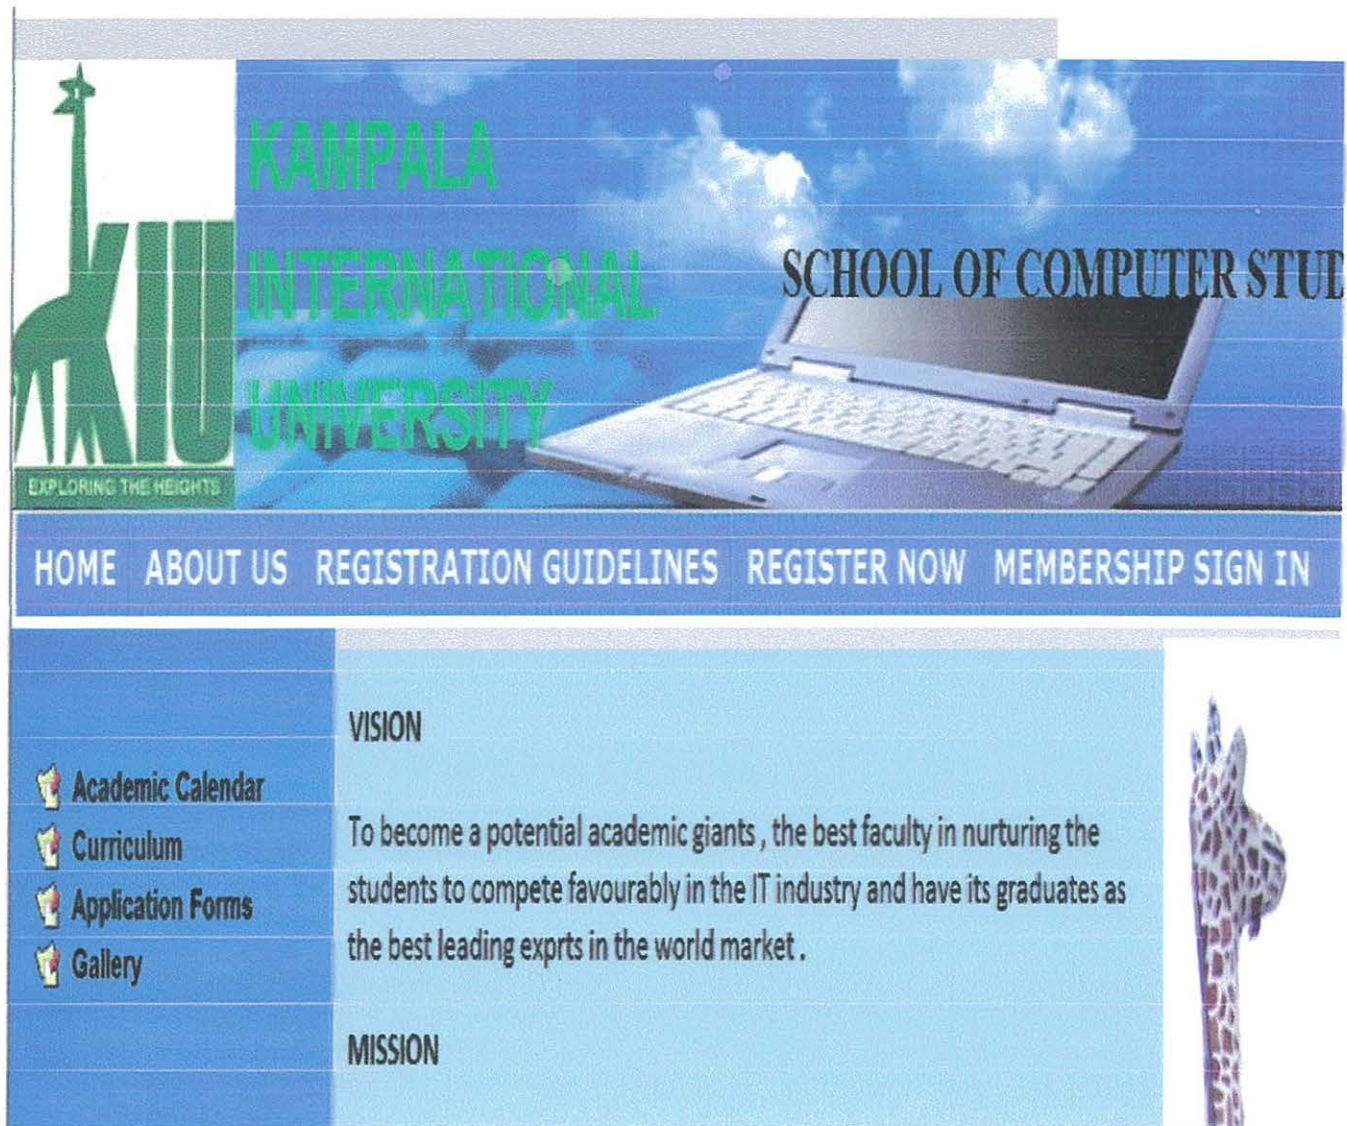 KAMPALA
INTERNATIONAL
UNIVERSITY
SCHOOL OF COMPUTER STUD
KIU
EXPLORING THE HEIGHTS
HOME ABOUT US REGISTRATION GUIDELINES REGISTER NOW MEMBERSHIP SIGN IN
Academic Calendar
Curriculum
Application Forms
Gallery
VISION
To become a potential academic giants , the best faculty in nurturing the
students to compete favourably in the IT industry and have its graduates as
the best leading exprts in the world market .
MISSION